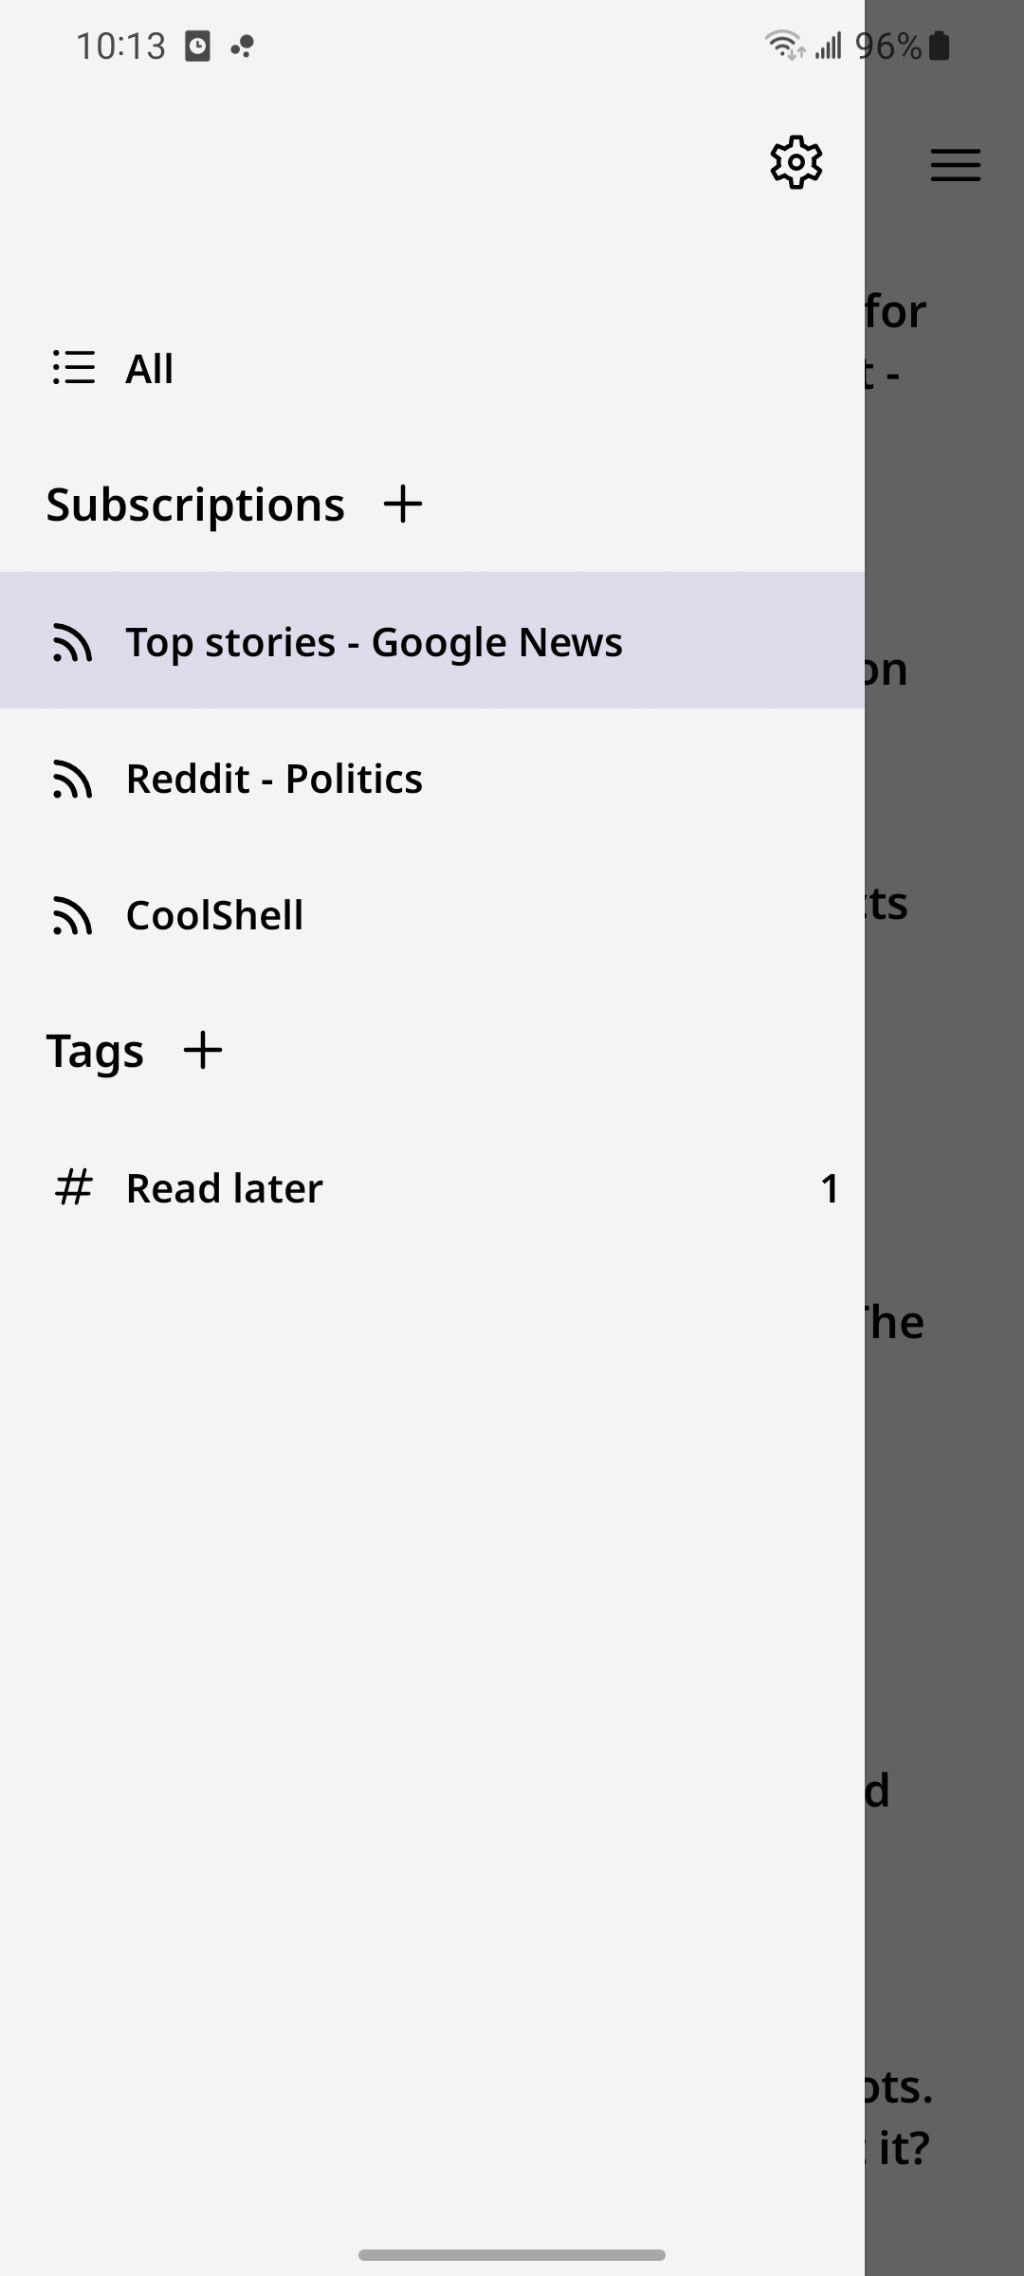 10:13 96%
for
t -
All
Subscriptions
Top stories - Google News
on
Reddit - Politics
CoolShell
cts
Tags
Read later 1
The
d
ots.
it?